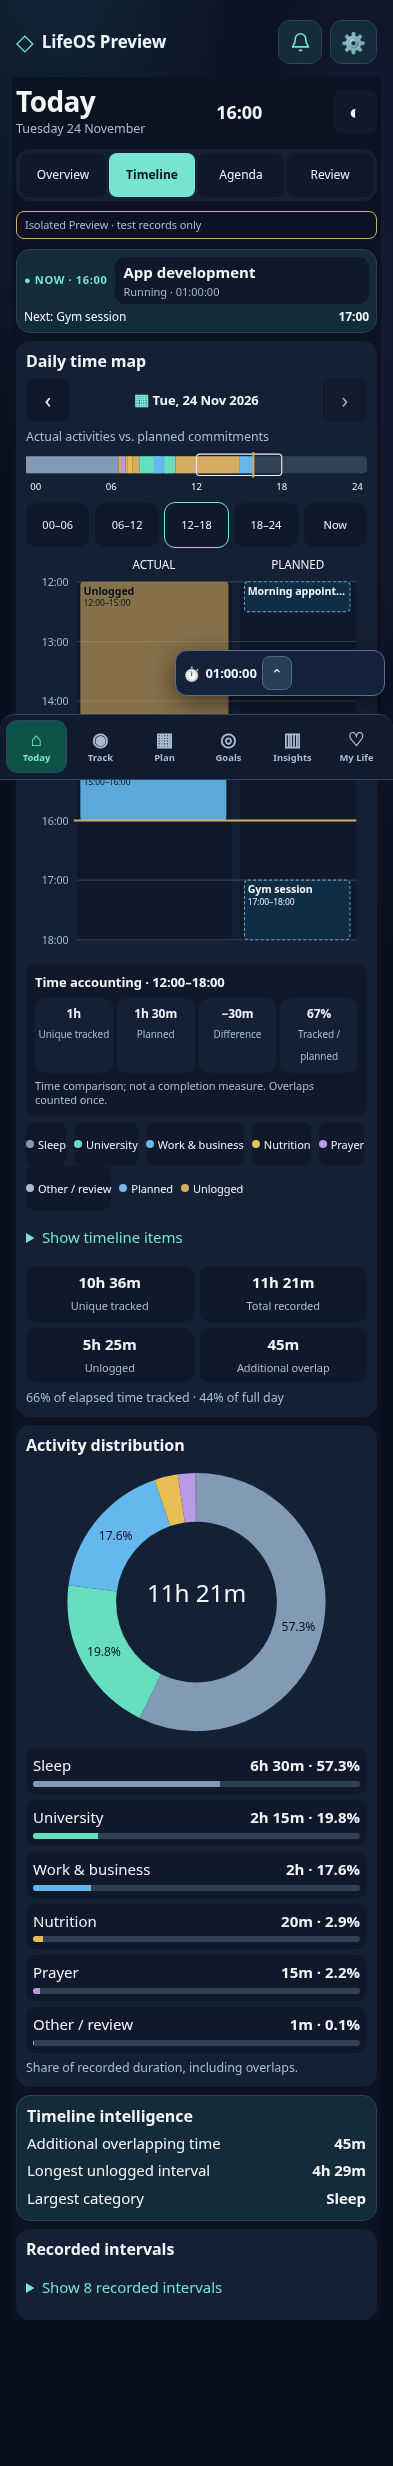 LifeOS Preview
Today
Tuesday 24 November
16:00
Overview
Timeline
Agenda
Review
Isolated Preview · test records only
● NOW · 16:00
App development
Running · 01:00:00
Next: Gym session
17:00
Daily time map
Tue, 24 Nov 2026
Actual activities vs. planned commitments
00 06 12 18 24
00–06
06–12
12–18
18–24
Now
ACTUAL
PLANNED
12:00
Unlogged
12:00–15:00
Morning appoint...
13:00
01:00:00
14:00
Today
Track
Plan
Goals
Insights
My Life
15:00–16:00
16:00
17:00
Gym session
17:00–18:00
18:00
Time accounting · 12:00–18:00
1h
Unique tracked
1h 30m
Planned
−30m
Difference
67%
Tracked /
planned
Time comparison; not a completion measure. Overlaps
counted once.
Sleep
University
Work & business
Nutrition
Prayer
Other / review
Planned
Unlogged
Show timeline items
10h 36m
Unique tracked
11h 21m
Total recorded
5h 25m
Unlogged
45m
Additional overlap
66% of elapsed time tracked · 44% of full day
Activity distribution
17.6%
11h 21m
57.3%
19.8%
Sleep
6h 30m · 57.3%
University
2h 15m · 19.8%
Work & business
2h · 17.6%
Nutrition
20m · 2.9%
Prayer
15m · 2.2%
Other / review
1m · 0.1%
Share of recorded duration, including overlaps.
Timeline intelligence
Additional overlapping time
45m
Longest unlogged interval
4h 29m
Largest category
Sleep
Recorded intervals
Show 8 recorded intervals